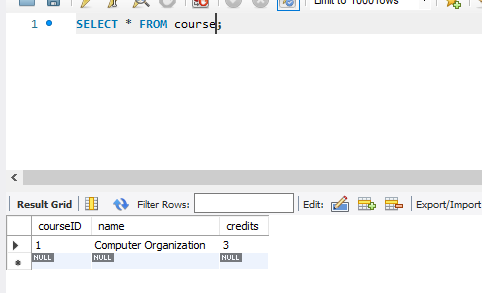 Limit to 1000 rows
1 SELECT * FROM course;
Result Grid Filter Rows: Edit: Export/Import
courseID name credits
1 Computer Organization 3
NULL NULL NULL